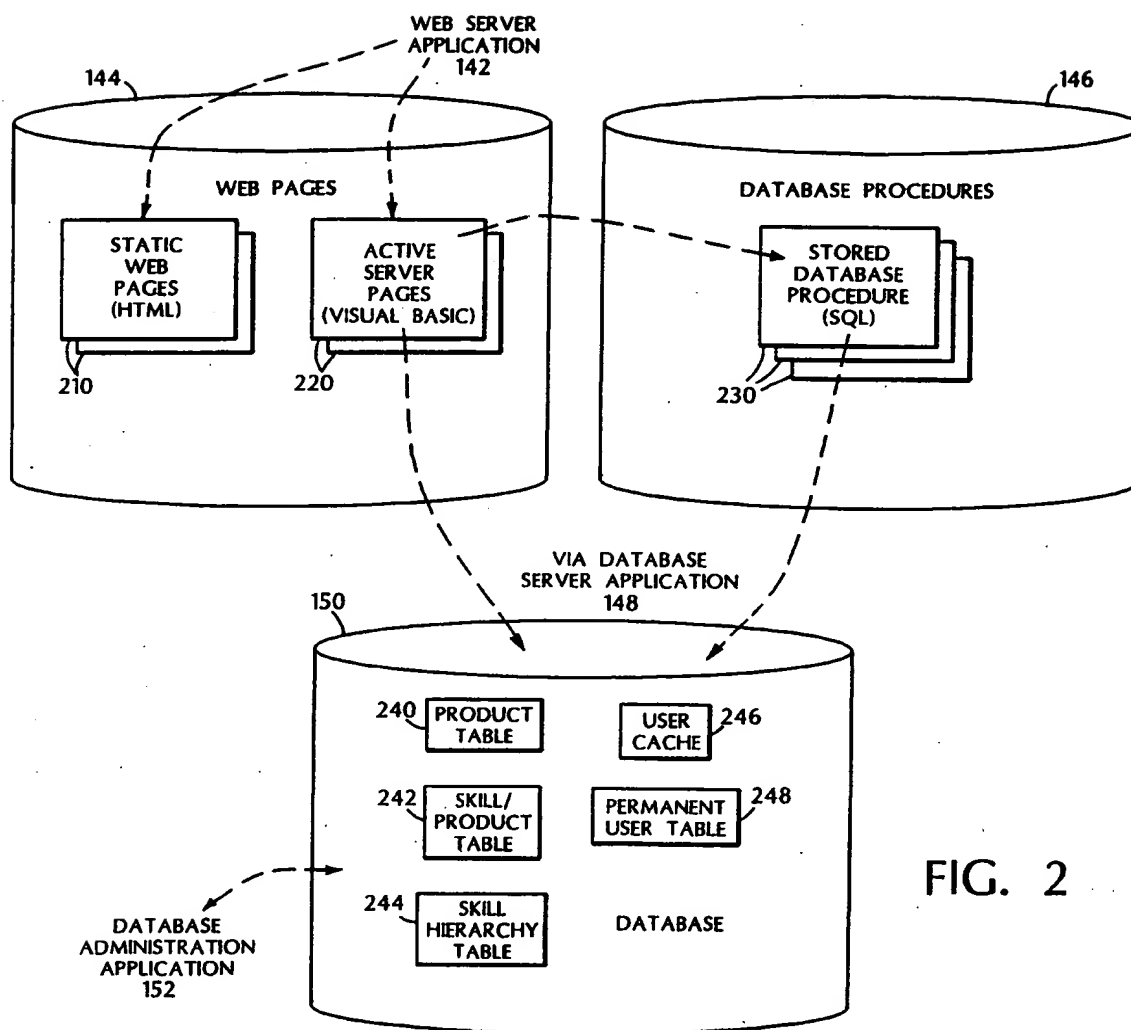 WEB SERVER
APPLICATION
142
144
146
WEB PAGES
DATABASE PROCEDURES
STATIC
WEB
PAGES
(HTML)
ACTIVE
SERVER
PAGES
(VISUAL BASIC)
STORED
DATABASE
PROCEDURE
(SQL)
210
220
230
VIA DATABASE
SERVER APPLICATION
148
150
240
PRODUCT
TABLE
USER
CACHE
246
242
SKILL/
PRODUCT
TABLE
PERMANENT
USER TABLE
248
244
SKILL
HIERARCHY
TABLE
DATABASE
DATABASE
ADMINISTRATION
APPLICATION
152
FIG. 2